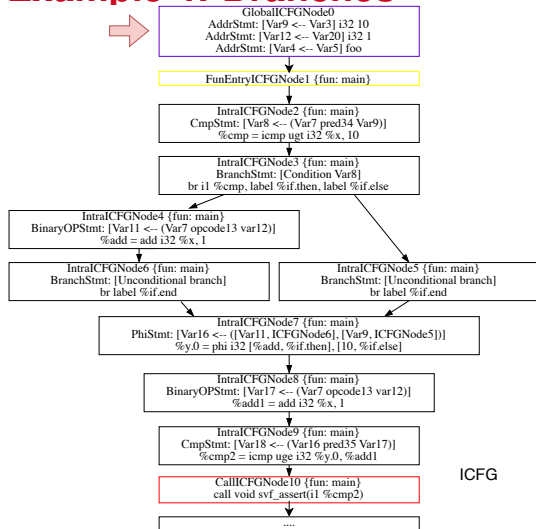 Example 4: Branches
GlobalICFGNode0
AddrStmt: [Var9 <-- Var3] i32 10
AddrStmt: [Var12 <-- Var20] i32 1
AddrStmt: [Var4 <-- Var5] foo
FunEntryICFGNode1 {fun: main}
IntraICFGNode2 {fun: main}
CmpStmt: [Var8 <-- (Var7 pred34 Var9)]
%cmp = icmp ugt i32 %x, 10
IntraICFGNode3 {fun: main}
BranchStmt: [Condition Var8]
br i1 %cmp, label %if.then, label %if.else
IntraICFGNode4 {fun: main}
BinaryOPStmt: [Var11 <-- (Var7 opcode13 var12)]
%add = add i32 %x, 1
IntraICFGNode6 {fun: main}
BranchStmt: [Unconditional branch]
br label %if.end
IntraICFGNode5 {fun: main}
BranchStmt: [Unconditional branch]
br label %if.end
IntraICFGNode7 {fun: main}
PhiStmt: [Var16 <-- ([Var11, ICFGNode6], [Var9, ICFGNode5])]
%y.0 = phi i32 [%add, %if.then], [10, %if.else]
IntraICFGNode8 {fun: main}
BinaryOPStmt: [Var17 <-- (Var7 opcode13 var12)]
%add1 = add i32 %x, 1
IntraICFGNode9 {fun: main}
CmpStmt: [Var18 <-- (Var16 pred35 Var17)]
%cmp2 = icmp uge i32 %y.0, %add1
ICFG
CallICFGNode10 {fun: main}
call void svf_assert(i1 %cmp2)
....